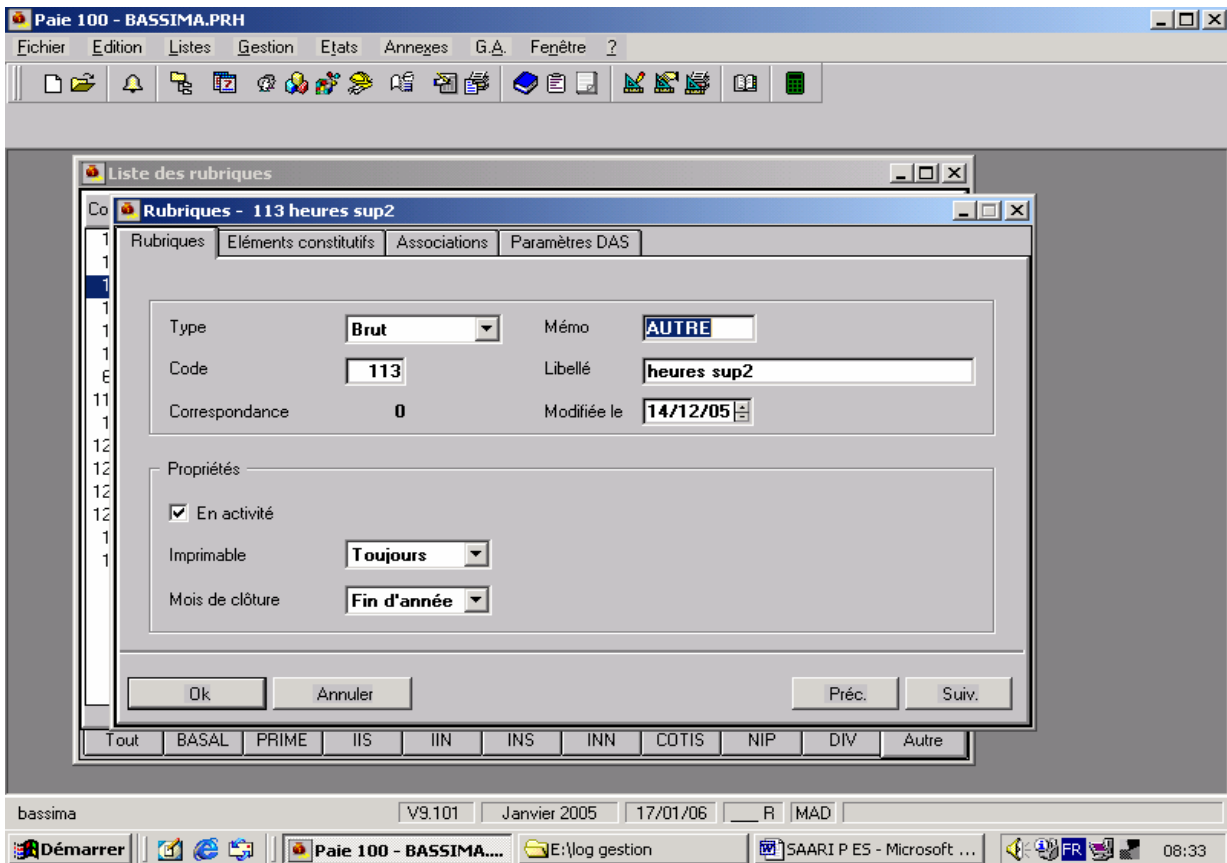 Paie 100 - BASSIMA.PRH
Fichier Edition Listes Gestion Etats Annexes G.A. Fenêtre ?
Liste des rubriques
Co
Rubriques - 113 heures sup2
Rubriques Eléments constitutifs Associations Paramètres DAS
Type Brut Mémo AUTRE
Code 113 Libellé heures sup2
Correspondance 0 Modifiée le 14/12/05
Propriétés
En activité
Imprimable Toujours
Mois de clôture Fin d'année
Ok Annuler Préc. Suiv.
Tout BASAL PRIME IIS IIN INS INN COTIS NIP DIV Autre
bassima V9.101 Janvier 2005 17/01/06 ___ R MAD
Démarrer Paie 100 - BASSIMA.... E:\log gestion SAARI P ES - Microsoft ... FR 08:33